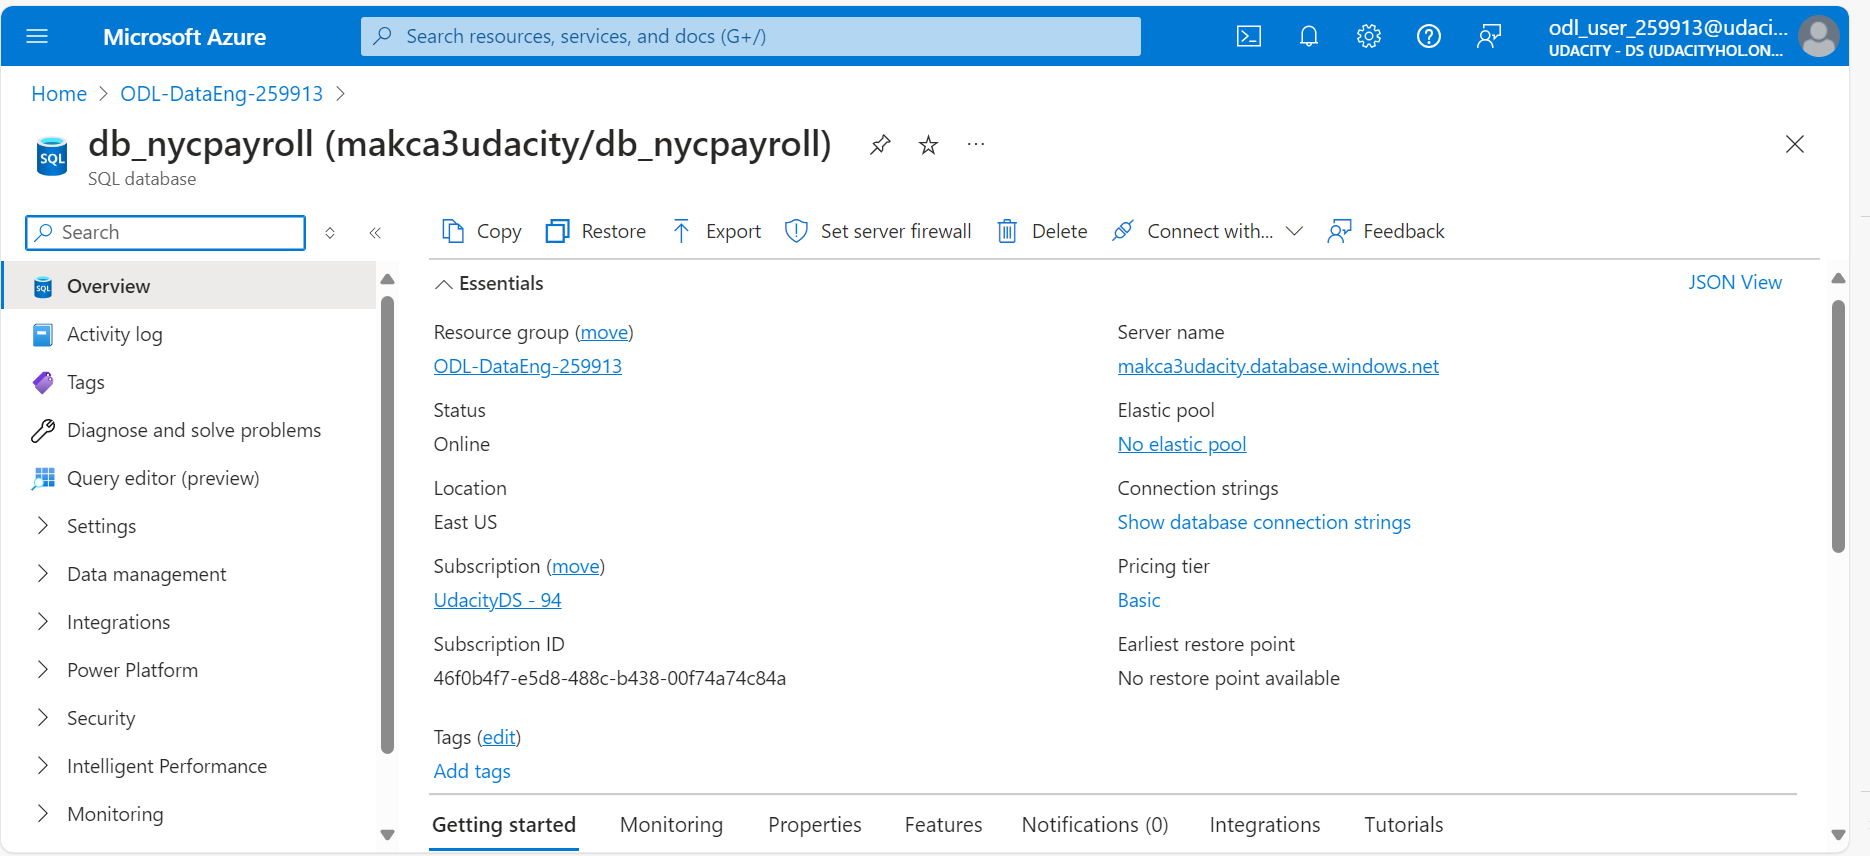 Microsoft Azure
Search resources, services, and docs (G+/)
odl_user_259913@udaci...
UDACITY - DS (UDACITYHOL.ON...
Home > ODL-DataEng-259913 >
db_nycpayroll (makca3udacity/db_nycpayroll)
...
SQL
SQL database
Search
Copy
Restore
Export
Set server firewall
Delete
Connect with...
Feedback
SQL
Overview
Activity log
Tags
Diagnose and solve problems
Query editor (preview)
Settings
Data management
Integrations
Power Platform
Security
Intelligent Performance
Monitoring
Essentials
JSON View
Resource group (move)
ODL-DataEng-259913
Status
Online
Location
East US
Subscription (move)
UdacityDS - 94
Subscription ID
46f0b4f7-e5d8-488c-b438-00f74a74c84a
Server name
makca3udacity.database.windows.net
Elastic pool
No elastic pool
Connection strings
Show database connection strings
Pricing tier
Basic
Earliest restore point
No restore point available
Tags (edit)
Add tags
Getting started
Monitoring
Properties
Features
Notifications (0)
Integrations
Tutorials